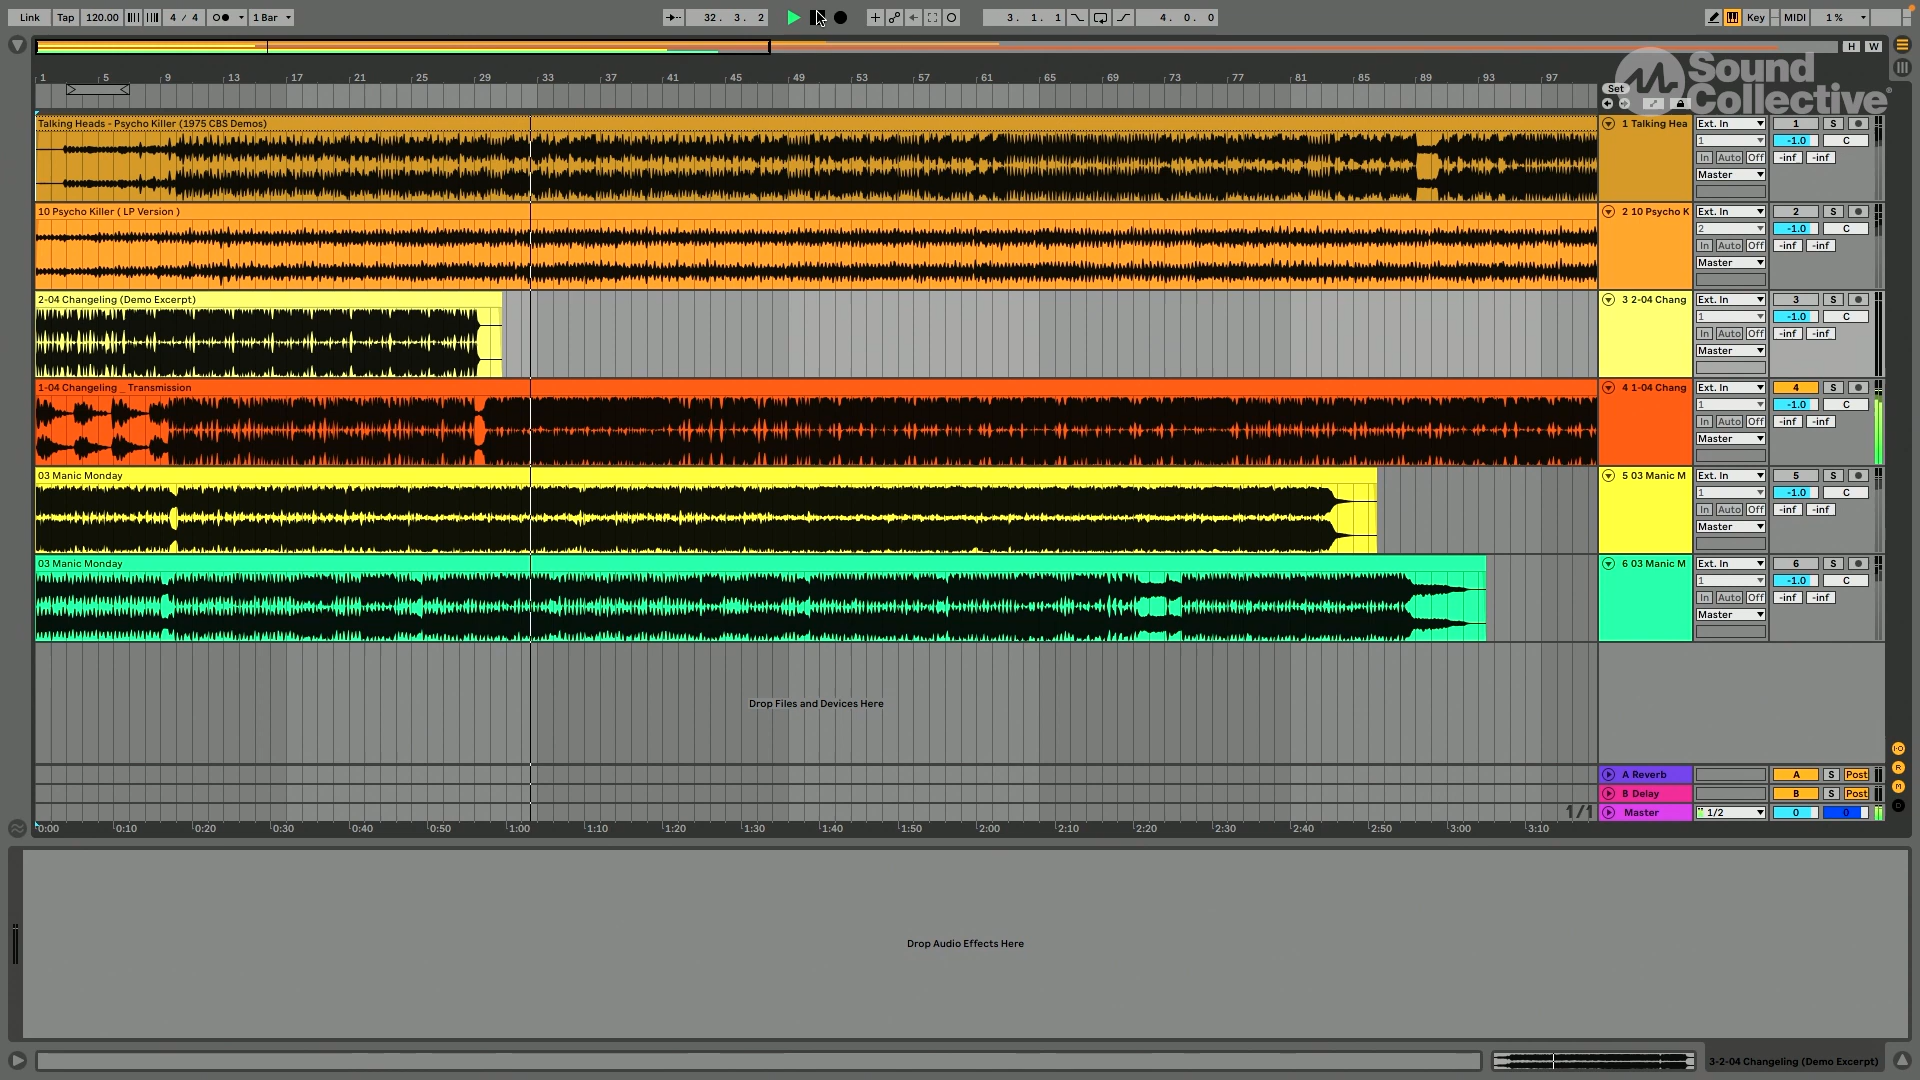 Link Tap 120.00 4 / 4 1 Bar 32. 3. 2 3. 1. 1 4. 0. 0 Key MIDI 1 %
H W
1 5 9 13 17 21 25 29 33 37 41 45 49 53 57 61 65 69 73 77 81 85 89 93 97
Sound
Collective®
Set
Talking Heads - Psycho Killer (1975 CBS Demos) 1 Talking Hea Ext. In 1 S
1 -1.0 C
In Auto Off -inf -inf
Master
10 Psycho Killer ( LP Version ) 2 10 Psycho K Ext. In 2 S
2 -1.0 C
In Auto Off -inf -inf
Master
2-04 Changeling (Demo Excerpt) 3 2-04 Chang Ext. In 3 S
1 -1.0 C
In Auto Off -inf -inf
Master
1-04 Changeling _ Transmission 4 1-04 Chang Ext. In 4 S
1 -1.0 C
In Auto Off -inf -inf
Master
03 Manic Monday 5 03 Manic M Ext. In 5 S
1 -1.0 C
In Auto Off -inf -inf
Master
03 Manic Monday 6 03 Manic M Ext. In 6 S
1 -1.0 C
In Auto Off -inf -inf
Master
Drop Files and Devices Here
I·O
R
M
D
A Reverb A S Post
B Delay B S Post
1/1 Master 1/2 0 0
0:00 0:10 0:20 0:30 0:40 0:50 1:00 1:10 1:20 1:30 1:40 1:50 2:00 2:10 2:20 2:30 2:40 2:50 3:00 3:10
Drop Audio Effects Here
3-2-04 Changeling (Demo Excerpt)